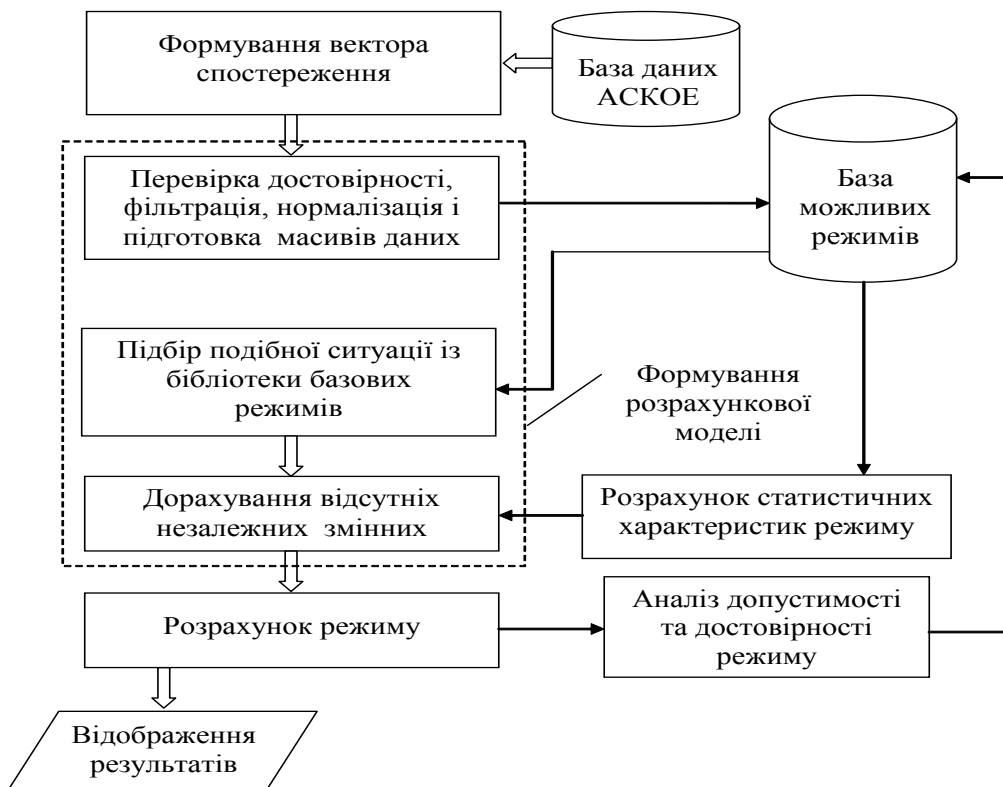 Формування вектора
спостереження
База даних
АСКОЕ
Перевірка достовірності,
фільтрація, нормалізація і
підготовка масивів даних
База
можливих
режимів
Підбір подібної ситуації із
бібліотеки базових
режимів
Формування
розрахункової
моделі
Дорахування відсутніх
незалежних змінних
Розрахунок статистичних
характеристик режиму
Розрахунок режиму
Аналіз допустимості
та достовірності
режиму
Відображення
результатів